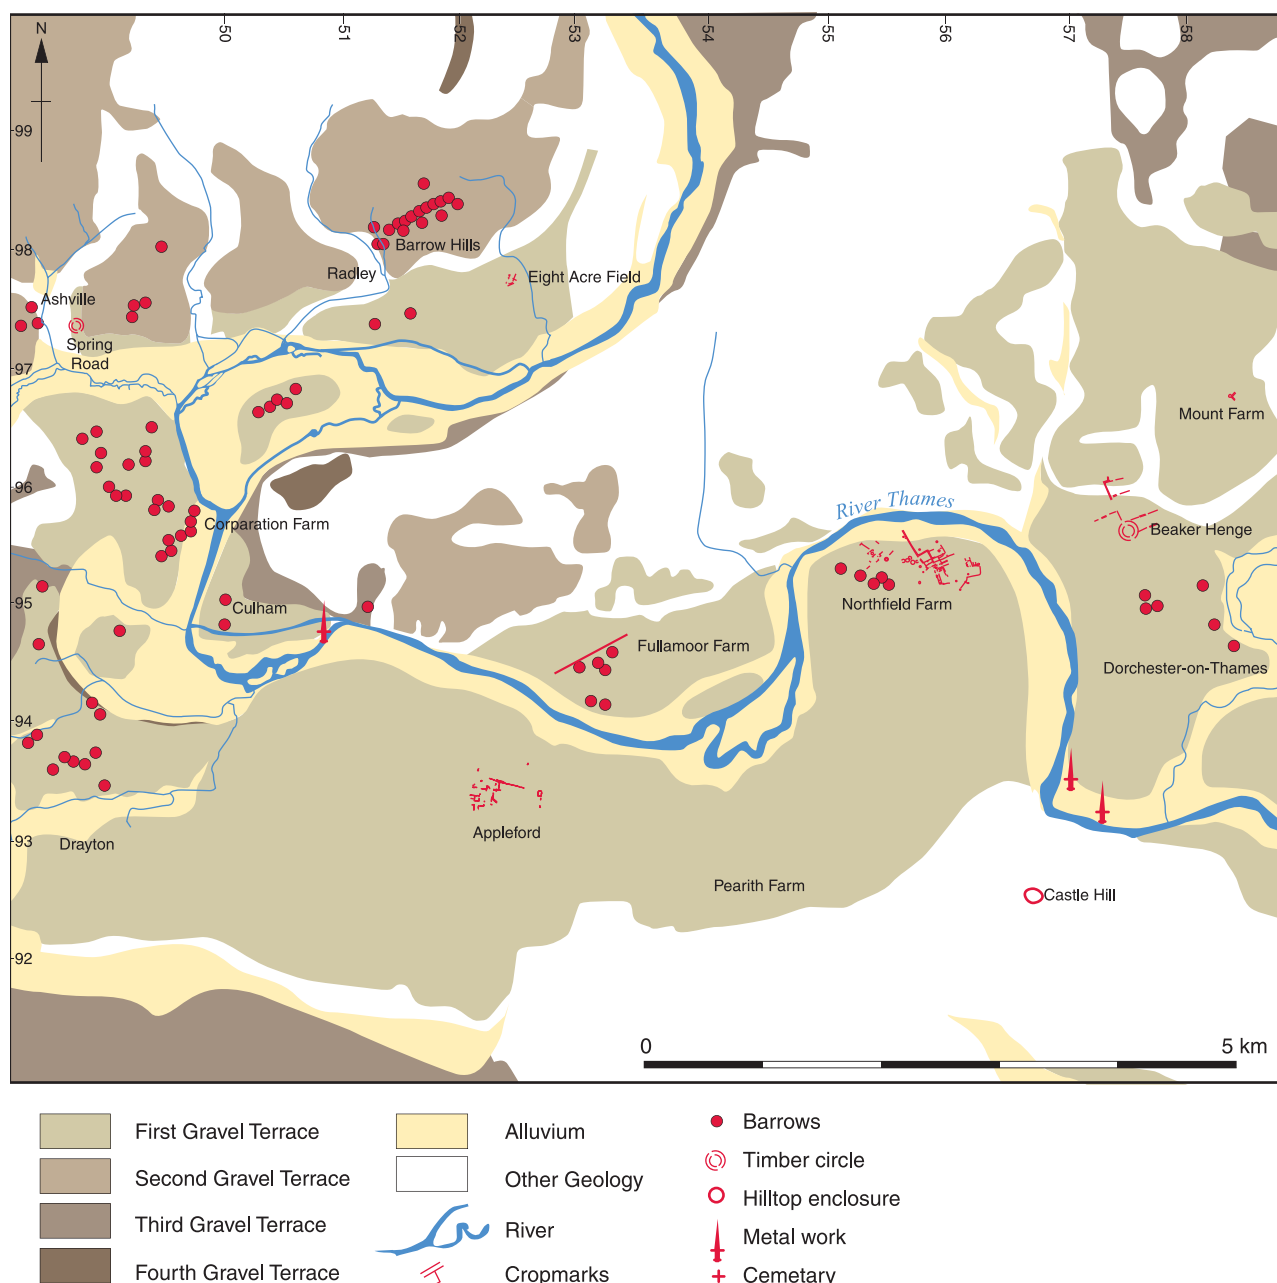 N
50
51
52
53
54
55
56
57
58
99
98
97
96
95
94
93
92
Barrow Hills
Radley
Eight Acre Field
Ashville
Spring
Road
Mount Farm
River Thames
Corparation Farm
Beaker Henge
Culham
Northfield Farm
Fullamoor Farm
Dorchester-on-Thames
Appleford
Drayton
Pearith Farm
Castle Hill
0
5 km
First Gravel Terrace
Second Gravel Terrace
Third Gravel Terrace
Fourth Gravel Terrace
Alluvium
Other Geology
River
Cropmarks
Barrows
Timber circle
Hilltop enclosure
Metal work
Cemetary